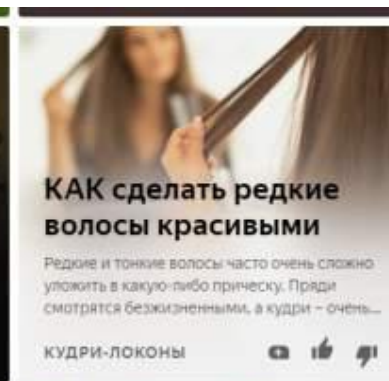 КАК сделать редкие
волосы красивыми
Редкие и тонкие волосы часто очень сложно
уложить в какую-либо прическу. Пряди
смотрятся безжизненными, а кудри – очень...
КУДРИ-ЛОКОНЫ